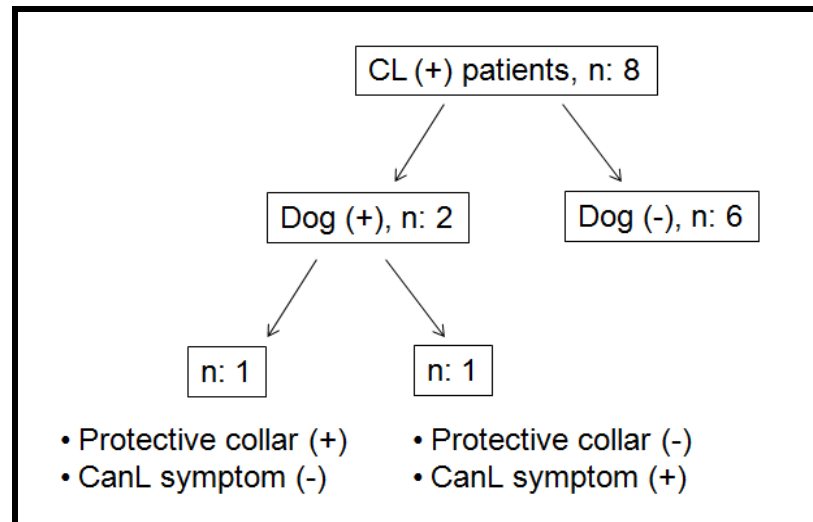 CL (+) patients, n: 8
Dog (+), n: 2
Dog (-), n: 6
n: 1
n: 1
• Protective collar (+)
• CanL symptom (-)
• Protective collar (-)
• CanL symptom (+)